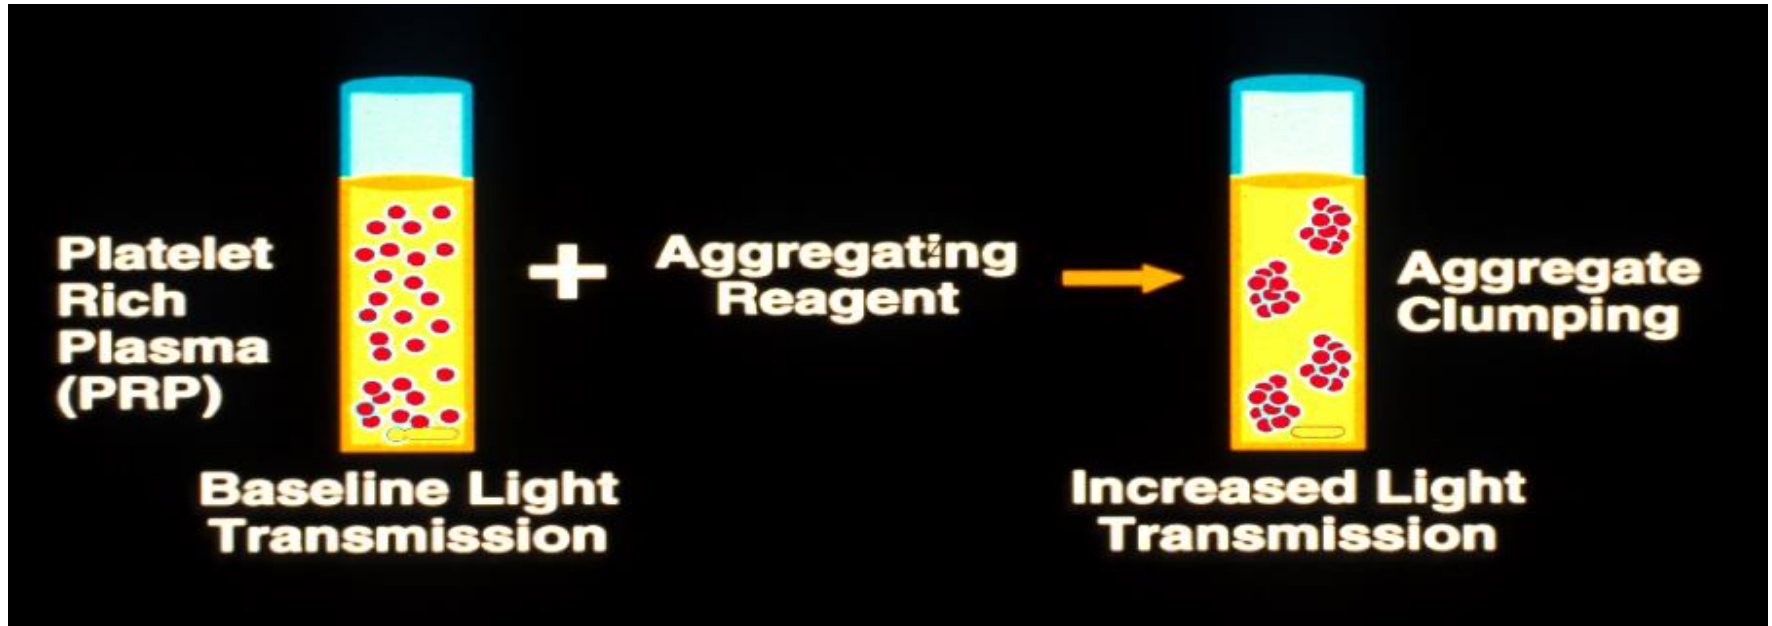 Platelet
Rich
Plasma
(PRP)
Baseline Light
Transmission
Aggregating
Reagent
Aggregate
Clumping
Increased Light
Transmission